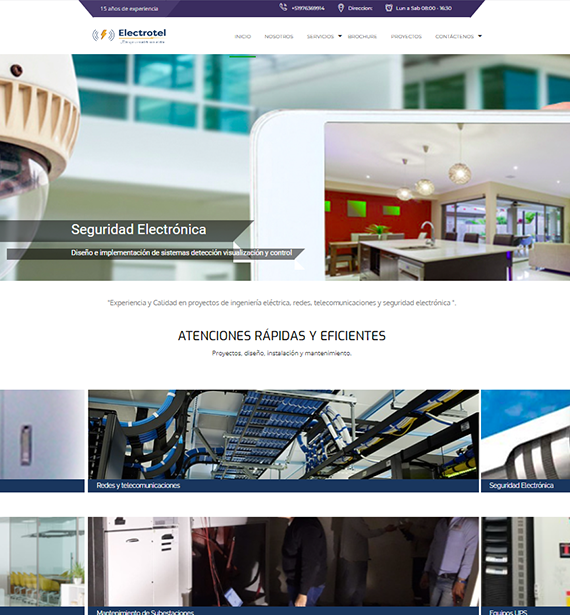 15 años de experiencia
+51976369914
Direccion:
Lun a Sab 08:00 - 16:30
Electrotel
INICIO
NOSOTROS
SERVICIOS
BROCHURE
PROYECTOS
CONTÁCTENOS
Seguridad Electrónica
Diseño e implementación de sistemas detección visualización y control
"Experiencia y Calidad en proyectos de ingeniería eléctrica, redes, telecomunicaciones y seguridad electrónica ".
ATENCIONES RÁPIDAS Y EFICIENTES
Proyectos, diseño, instalación y mantenimiento.
Redes y telecomunicaciones
Seguridad Electrónica
Mantenimiento de Subestaciones
Equipos UPS